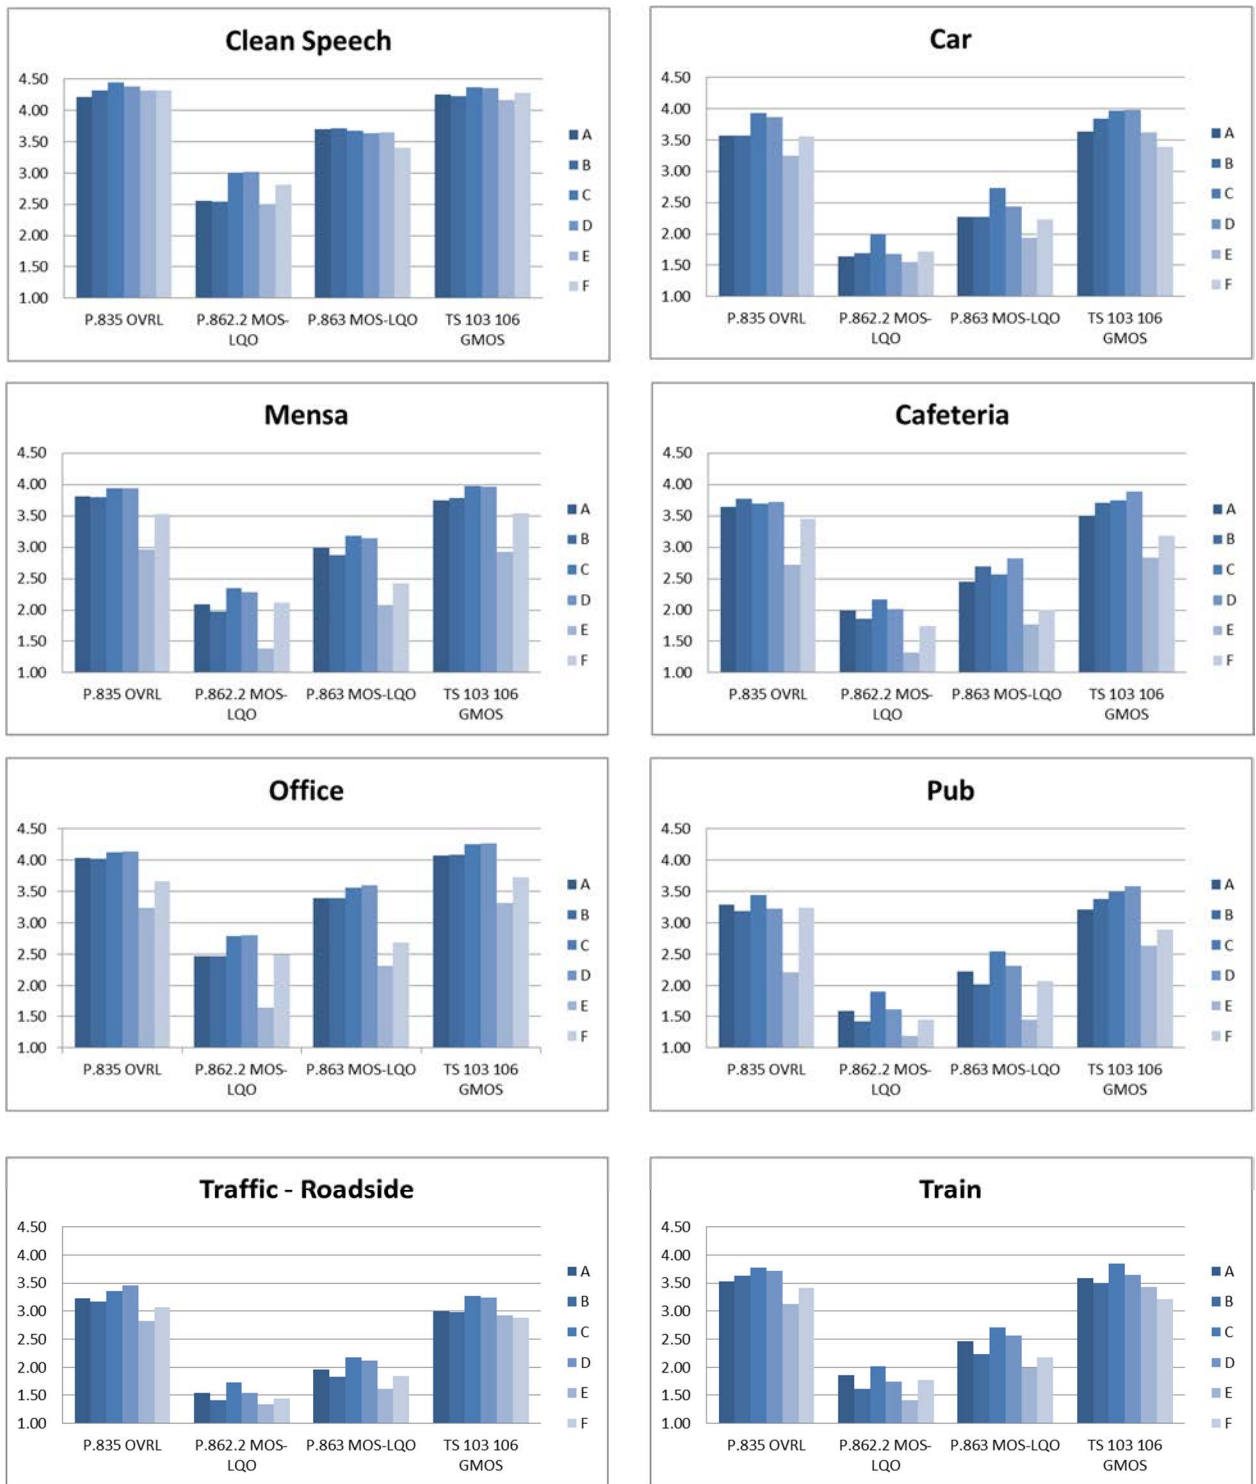 Clean Speech
4.50
4.00
3.50
3.00
2.50
2.00
1.50
1.00
P.835 OVRL
P.862.2 MOS-
LQO
P.863 MOS-LQO
TS 103 106
GMOS
A
B
C
D
E
F
Car
4.50
4.00
3.50
3.00
2.50
2.00
1.50
1.00
P.835 OVRL
P.862.2 MOS-
LQO
P.863 MOS-LQO
TS 103 106
GMOS
A
B
C
D
E
F
Mensa
4.50
4.00
3.50
3.00
2.50
2.00
1.50
1.00
P.835 OVRL
P.862.2 MOS-
LQO
P.863 MOS-LQO
TS 103 106
GMOS
A
B
C
D
E
F
Cafeteria
4.50
4.00
3.50
3.00
2.50
2.00
1.50
1.00
P.835 OVRL
P.862.2 MOS-
LQO
P.863 MOS-LQO
TS 103 106
GMOS
A
B
C
D
E
F
Office
4.50
4.00
3.50
3.00
2.50
2.00
1.50
1.00
P.835 OVRL
P.862.2 MOS-
LQO
P.863 MOS-LQO
TS 103 106
GMOS
A
B
C
D
E
F
Pub
4.50
4.00
3.50
3.00
2.50
2.00
1.50
1.00
P.835 OVRL
P.862.2 MOS-
LQO
P.863 MOS-LQO
TS 103 106
GMOS
A
B
C
D
E
F
Traffic - Roadside
4.50
4.00
3.50
3.00
2.50
2.00
1.50
1.00
P.835 OVRL
P.862.2 MOS-
LQO
P.863 MOS-LQO
TS 103 106
GMOS
A
B
C
D
E
F
Train
4.50
4.00
3.50
3.00
2.50
2.00
1.50
1.00
P.835 OVRL
P.862.2 MOS-
LQO
P.863 MOS-LQO
TS 103 106
GMOS
A
B
C
D
E
F